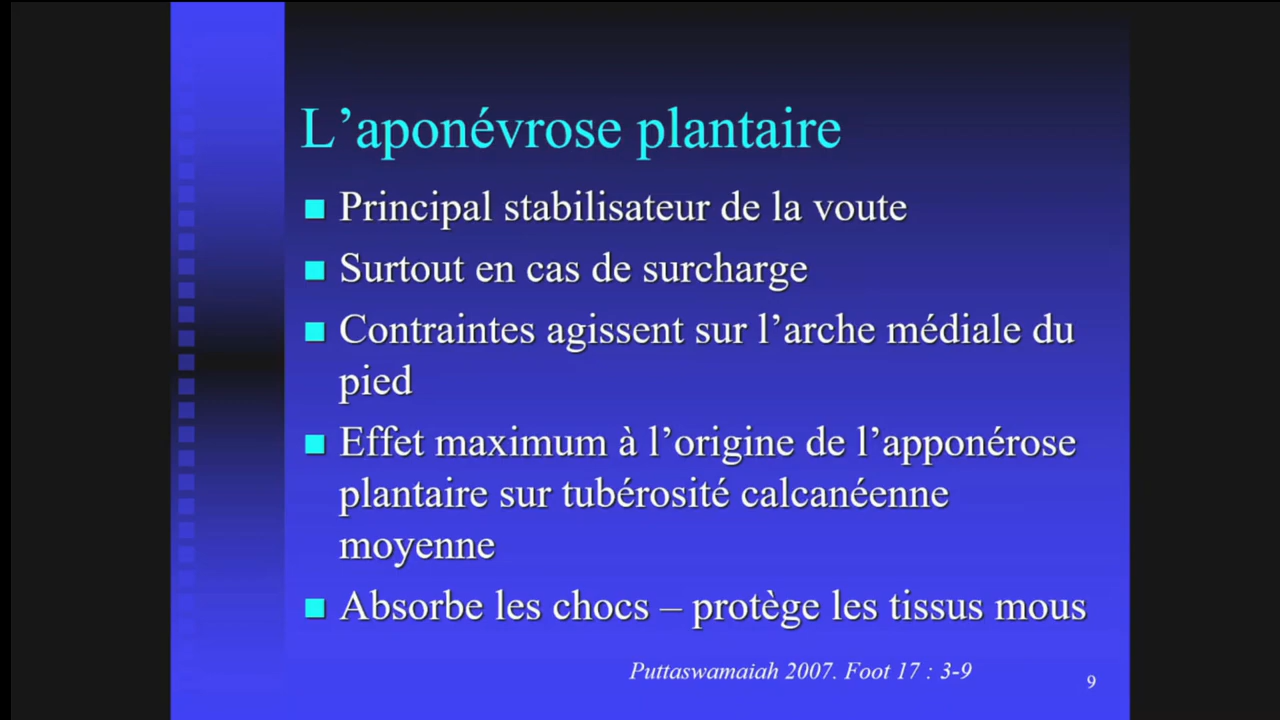 L’aponévrose plantaire
Principal stabilisateur de la voute
Surtout en cas de surcharge
Contraintes agissent sur l’arche médiale du
pied
Effet maximum à l’origine de l’apponérose
plantaire sur tubérosité calcanéenne
moyenne
Absorbe les chocs – protège les tissus mous
Puttaswamaiah 2007. Foot 17 : 3-9
9